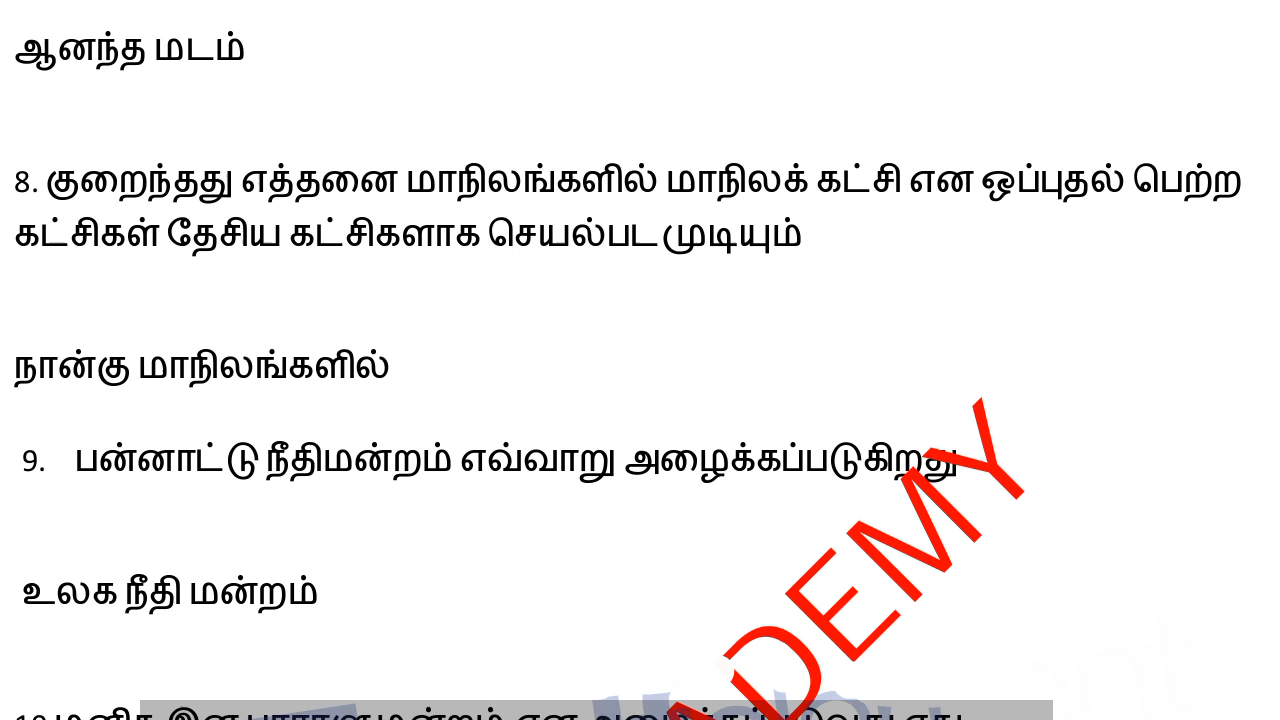 ஆனந்த மடம்
8. குறைந்தது எத்தனை மாநிலங்களில் மாநிலக் கட்சி என ஒப்புதல் பெற்ற
கட்சிகள் தேசிய கட்சிகளாக செயல்பட முடியும்
நான்கு மாநிலங்களில்
9. பன்னாட்டு நீதிமன்றம் எவ்வாறு அழைக்கப்படுகிறது
உலக நீதி மன்றம்
ADEMY